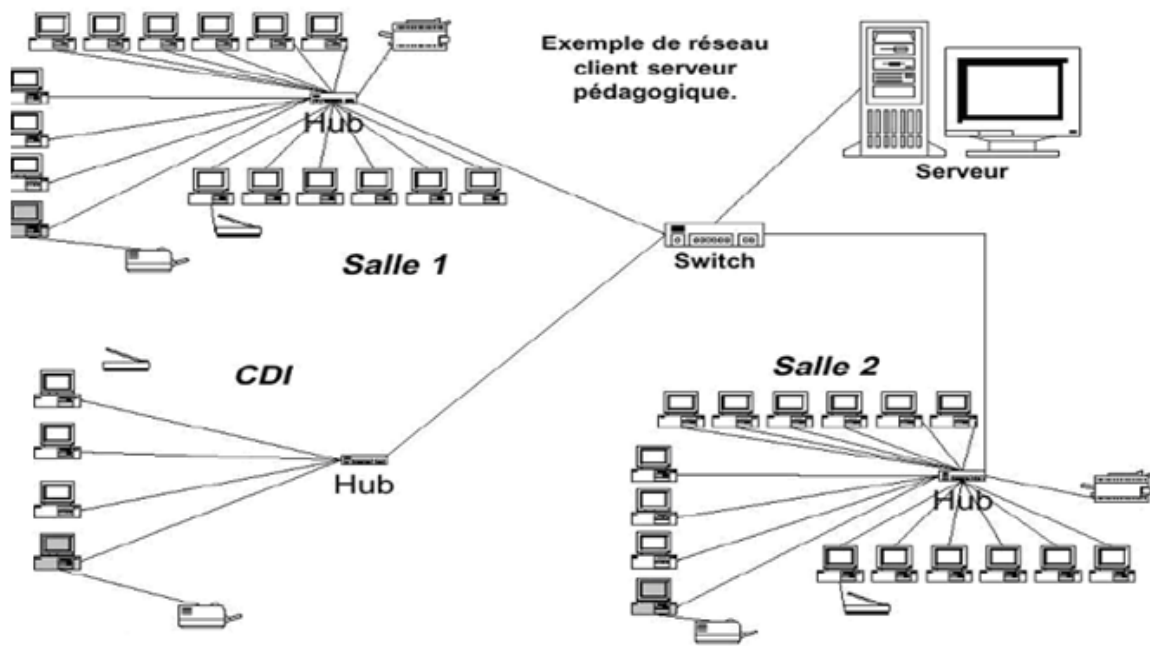 Exemple de réseau
client serveur
pédagogique.
Hub
Serveur
Salle 1
Switch
CDI
Salle 2
Hub
Hub